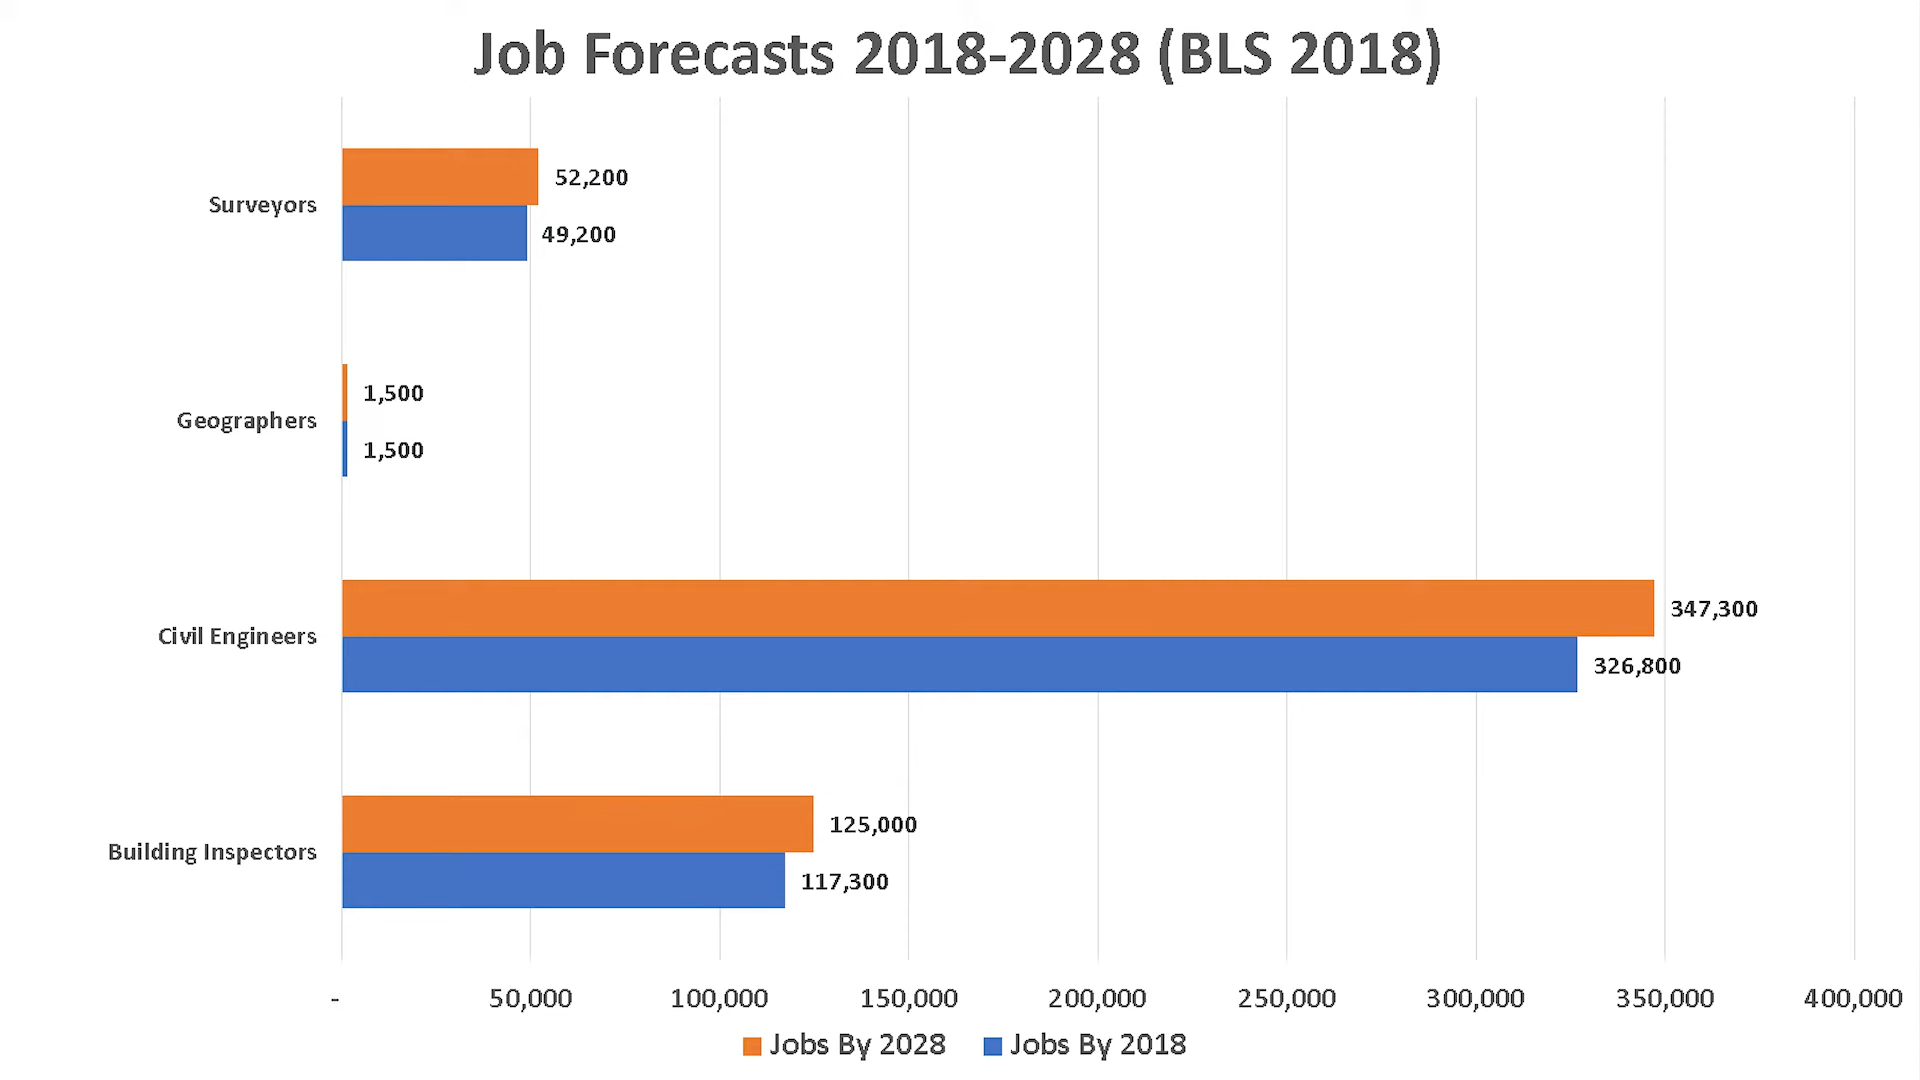 Job Forecasts 2018-2028 (BLS 2018)
Surveyors
52,200
49,200
Geographers
1,500
1,500
Civil Engineers
347,300
326,800
Building Inspectors
125,000
117,300
- 50,000 100,000 150,000 200,000 250,000 300,000 350,000 400,000
Jobs By 2028 Jobs By 2018